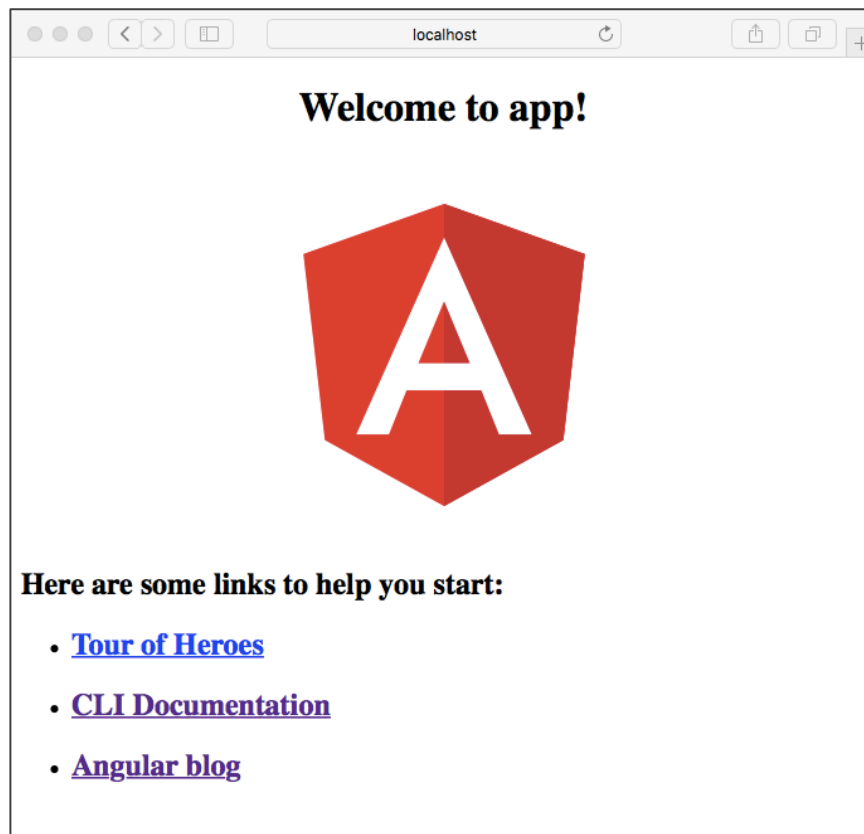 localhost
Welcome to app!
A
Here are some links to help you start:
Tour of Heroes
CLI Documentation
Angular blog